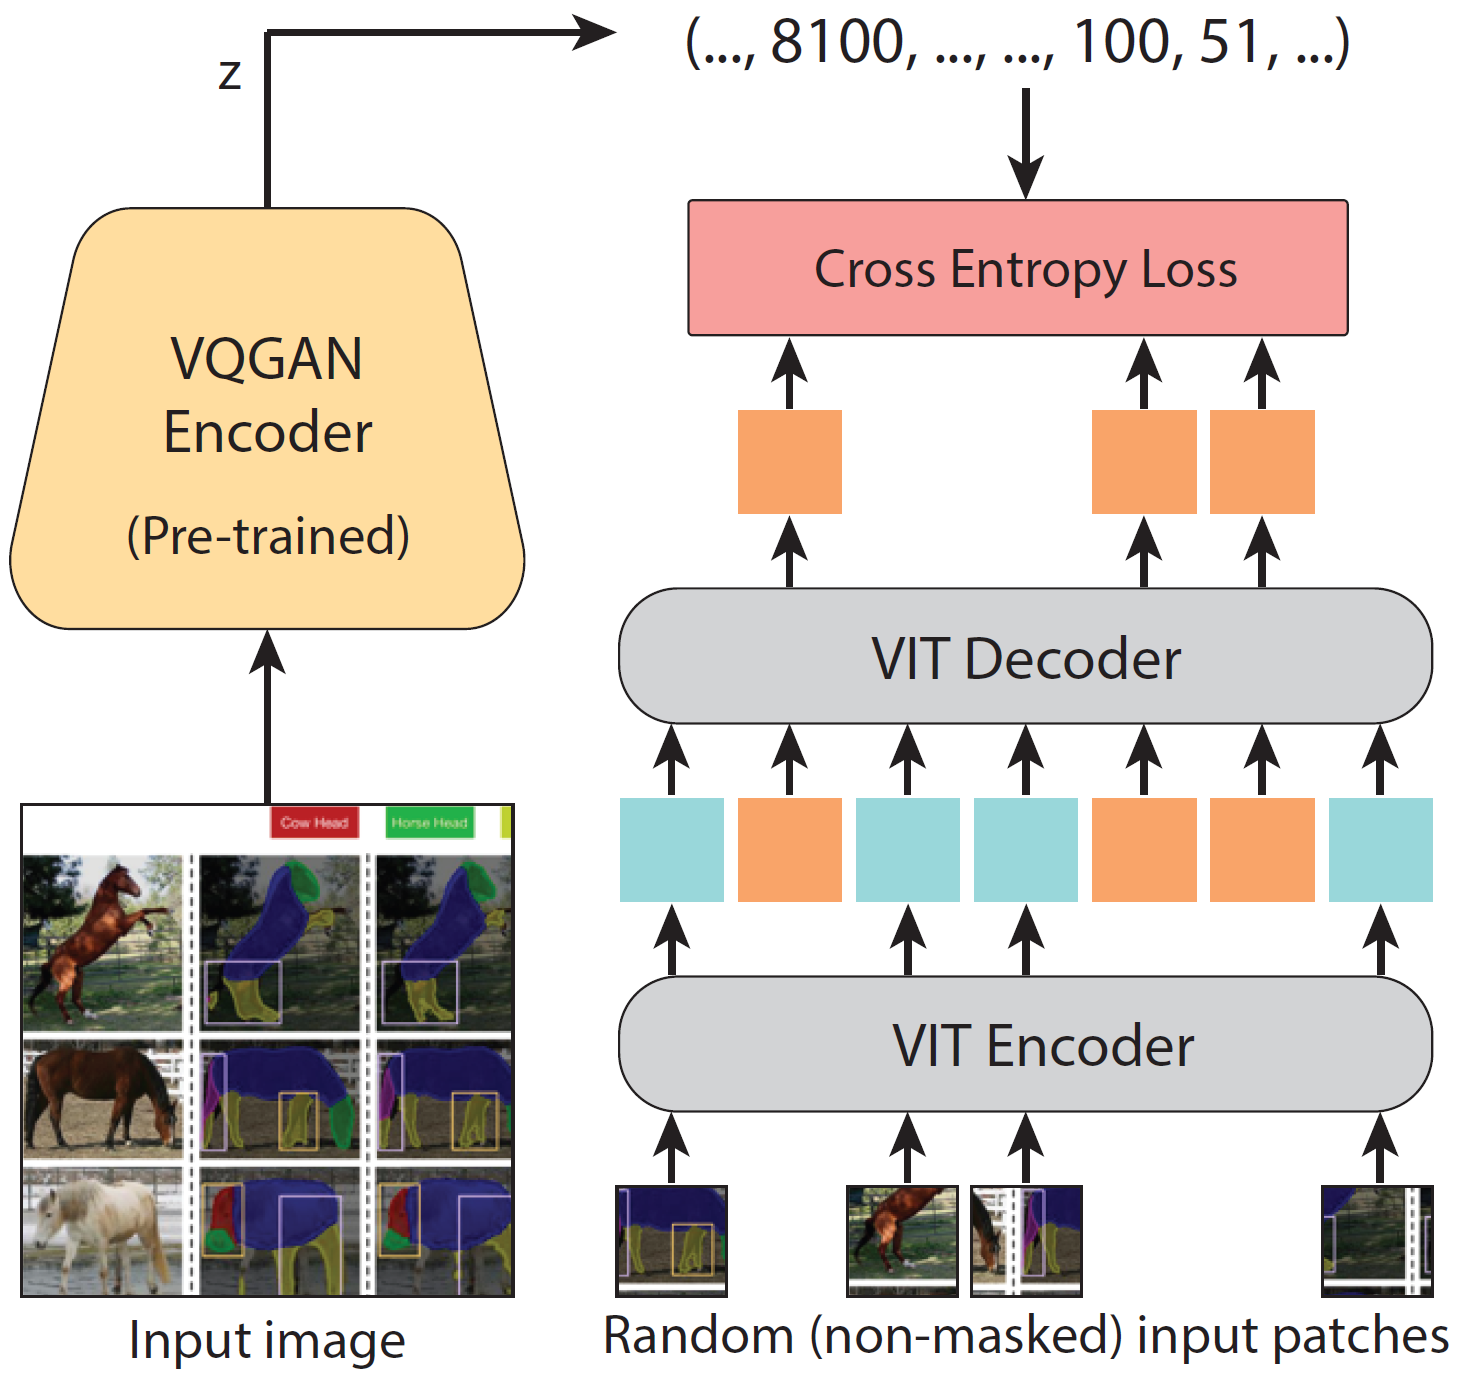 z
(..., 8100, ..., ..., 100, 51, ...)
Cross Entropy Loss
VQGAN
Encoder
(Pre-trained)
VIT Decoder
Cow Head
Horse Head
VIT Encoder
Input image
Random (non-masked) input patches